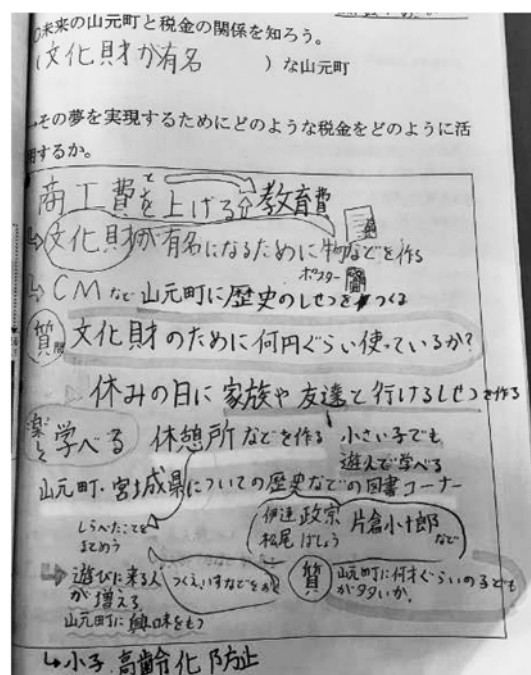 ○未来の山元町と税金の関係を知ろう。
(文化財が有名 )な山元町
→その夢を実現するためにどのような税金をどのように活
用するか。
商工費を上げる と 教育費
↳文化財が有名になるために物などを作る
ポスター
↳CMなど山元町に歴史のしせつをつくる
質問 文化財のために何円ぐらい使っているか?
休みの日に家族や友達と行けるしせつを作る
楽しく学べる 休憩所などを作る 小さい子でも
遊んで学べる
山元町・宮城県についての歴史などの図書コーナー
伊達政宗 片倉小十郎
松尾ばしょう など
しらべたことを
まとめう
→遊びに来る人 つくえ、いすなどをおく
が増える
山元町に興味をもつ
質 山元町に何才ぐらいの子ども
が多いか。
↳小子高齢化防止